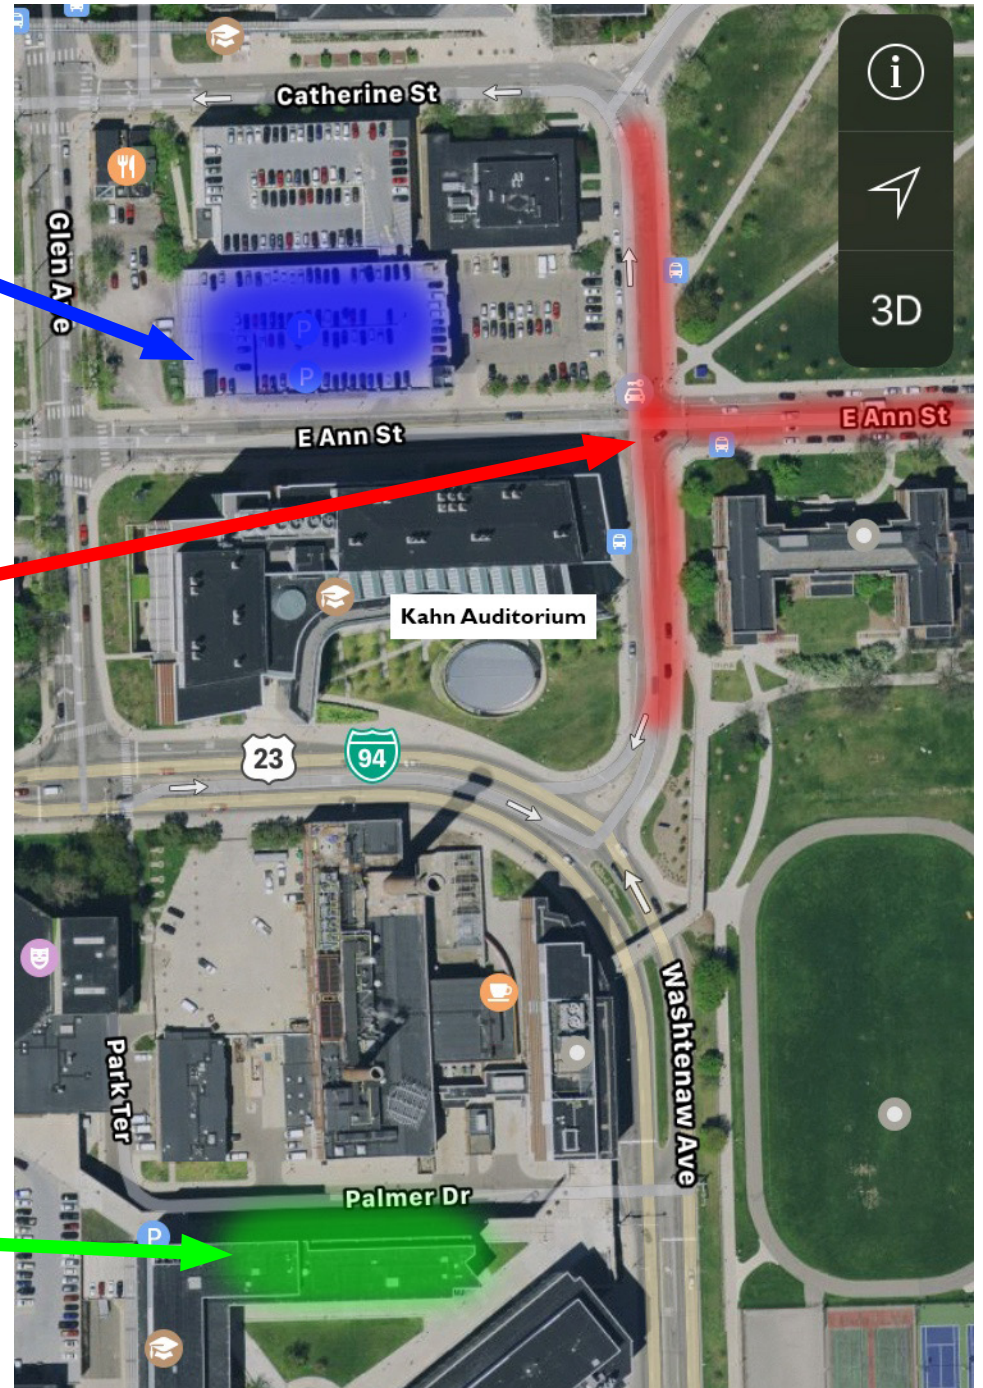 Catherine St
i
3D
Glen Ave
P
P
E Ann St
E Ann St
Kahn Auditorium
23
94
Washtenaw Ave
Park Ter
Palmer Dr
P